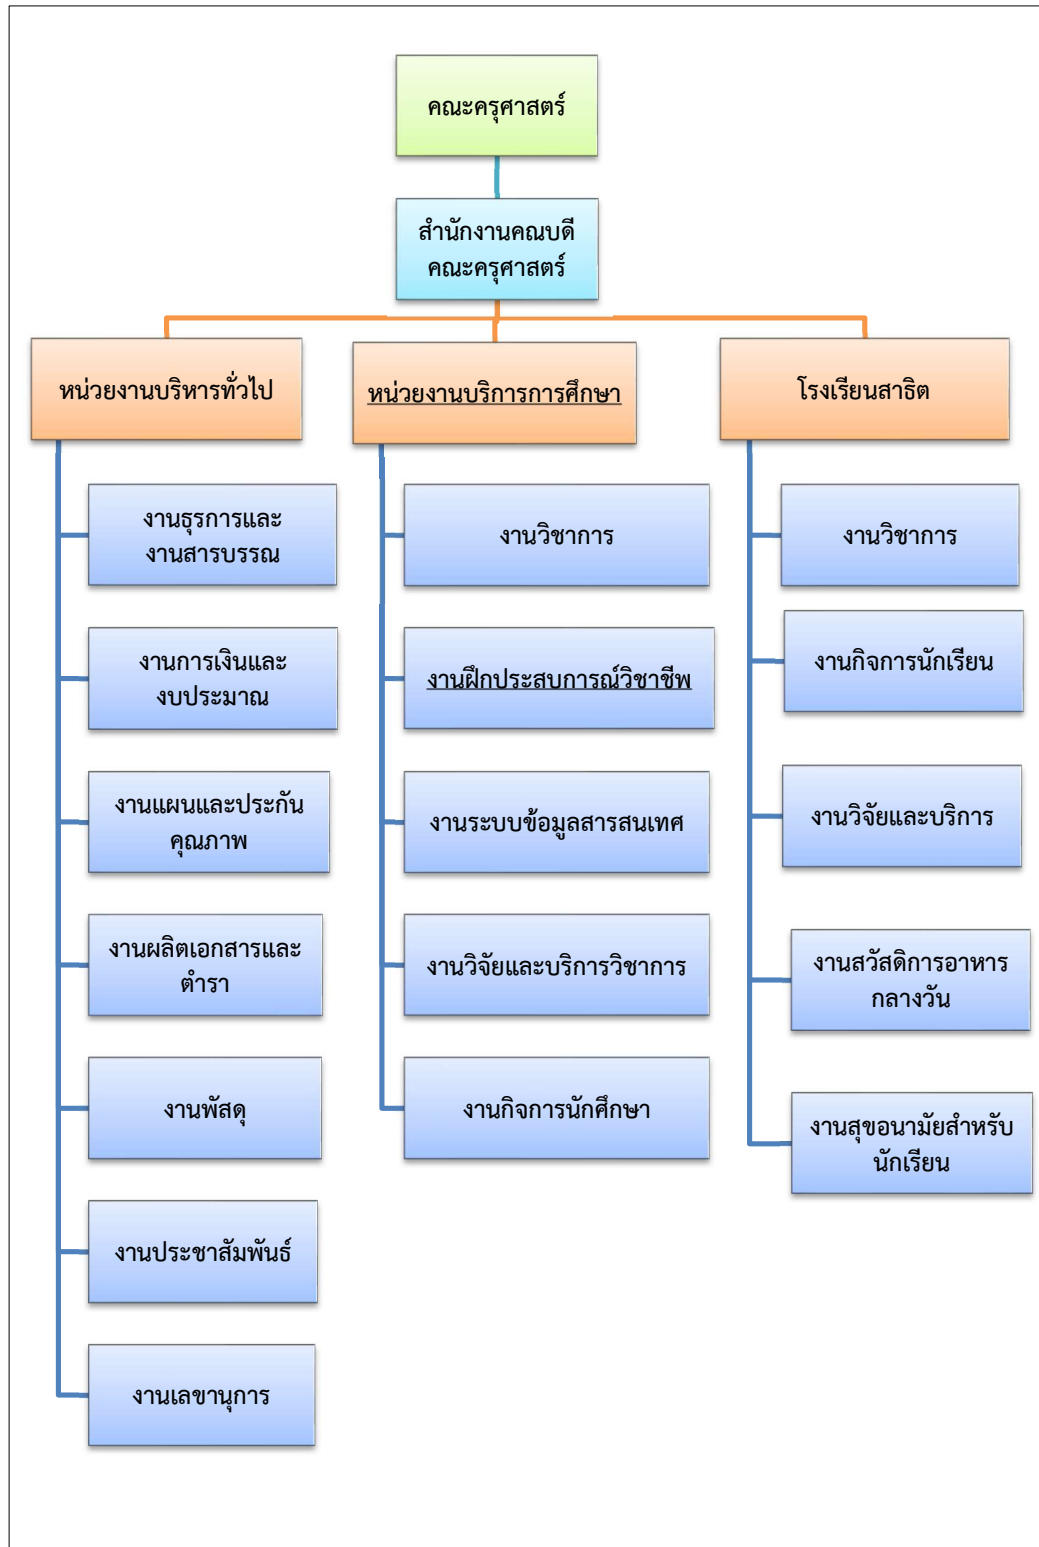 คณะครุศาสตร์
สำนักงานคณบดี
คณะครุศาสตร์
หน่วยงานบริหารทั่วไป
งานธุรการและ
งานสารบรรณ
งานการเงินและ
งบประมาณ
งานแผนและประกัน
คุณภาพ
งานผลิตเอกสารและ
ตำรา
งานพัสดุ
งานประชาสัมพันธ์
งานเลขานุการ
หน่วยงานบริการการศึกษา
งานวิชาการ
งานฝึกประสบการณ์วิชาชีพ
งานระบบข้อมูลสารสนเทศ
งานวิจัยและบริการวิชาการ
งานกิจการนักศึกษา
โรงเรียนสาธิต
งานวิชาการ
งานกิจการนักเรียน
งานวิจัยและบริการ
งานสวัสดิการอาหาร
กลางวัน
งานสุขอนามัยสำหรับ
นักเรียน